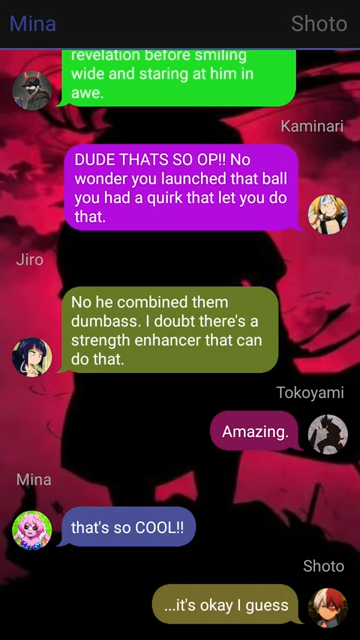 Mina
Shoto
revelation before smiling
wide and staring at him in
awe.
Kaminari
DUDE THATS SO OP!! No
wonder you launched that ball
you had a quirk that let you do
that.
Jiro
No he combined them
dumbass. I doubt there's a
strength enhancer that can
do that.
Tokoyami
Amazing.
Mina
that's so COOL!!
Shoto
...it's okay I guess